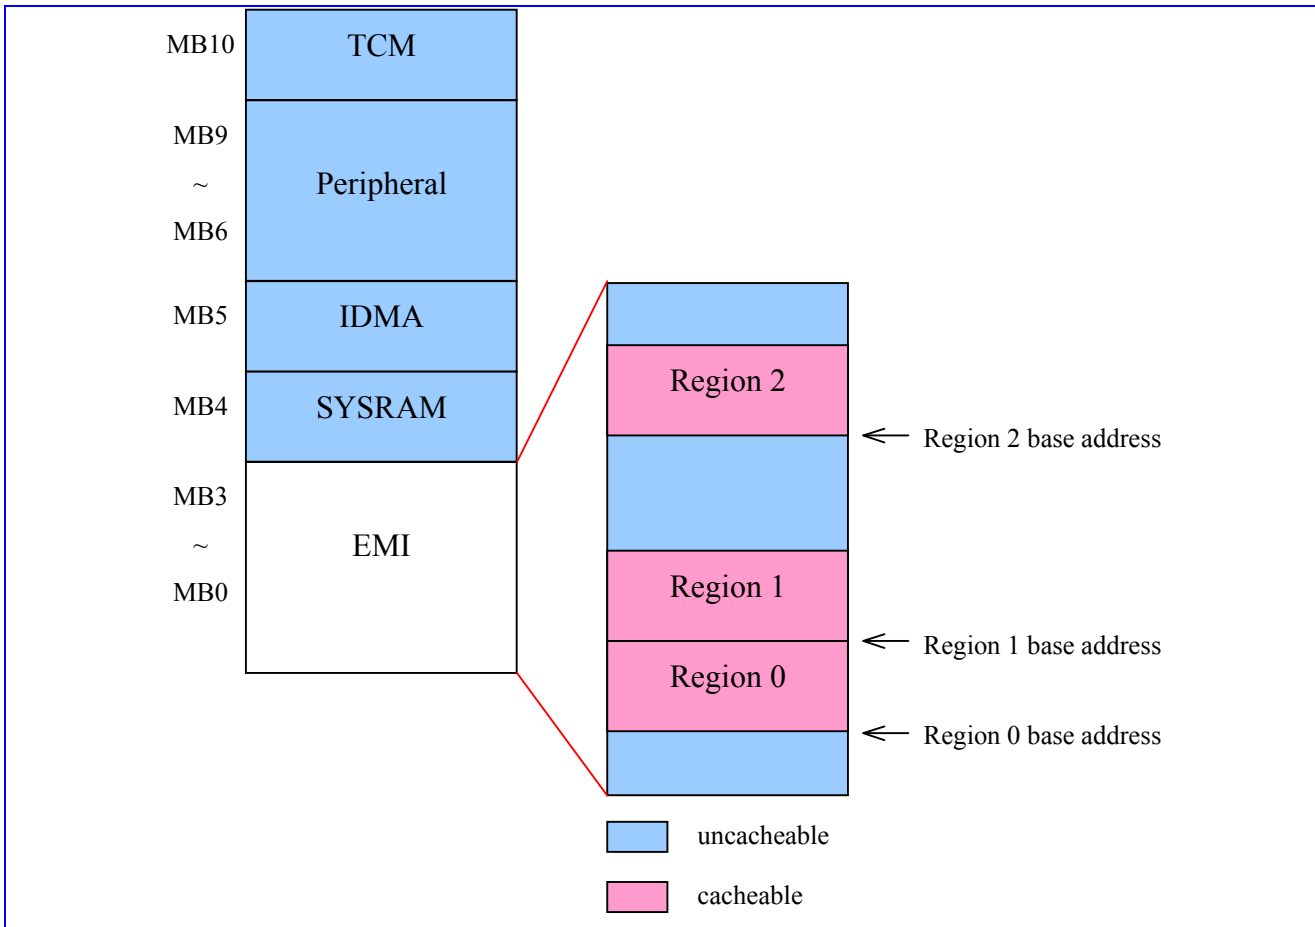 MB10
TCM
MB9
~
MB6
Peripheral
MB5
IDMA
MB4
SYSRAM
MB3
~
MB0
EMI
Region 2
Region 2 base address
Region 1
Region 1 base address
Region 0
Region 0 base address
uncacheable
cacheable